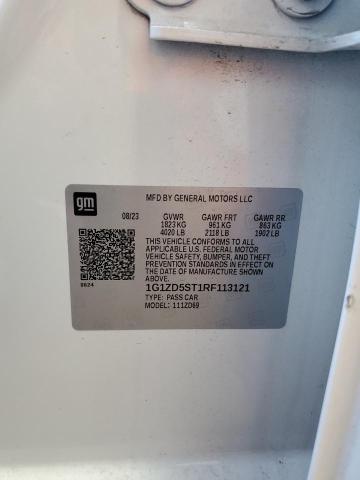 gm
MFD BY GENERAL MOTORS LLC
08/23 GVWR GAWR FRT GAWR RR
1823 KG 961 KG 863 KG
4020 LB 2118 LB 1902 LB
THIS VEHICLE CONFORMS TO ALL
APPLICABLE U.S. FEDERAL MOTOR
VEHICLE SAFETY, BUMPER, AND THEFT
PREVENTION STANDARDS IN EFFECT ON
THE DATE OF MANUFACTURE SHOWN
ABOVE.
0624
1G1ZD5ST1RF113121
TYPE: PASS CAR
MODEL: 111ZD69